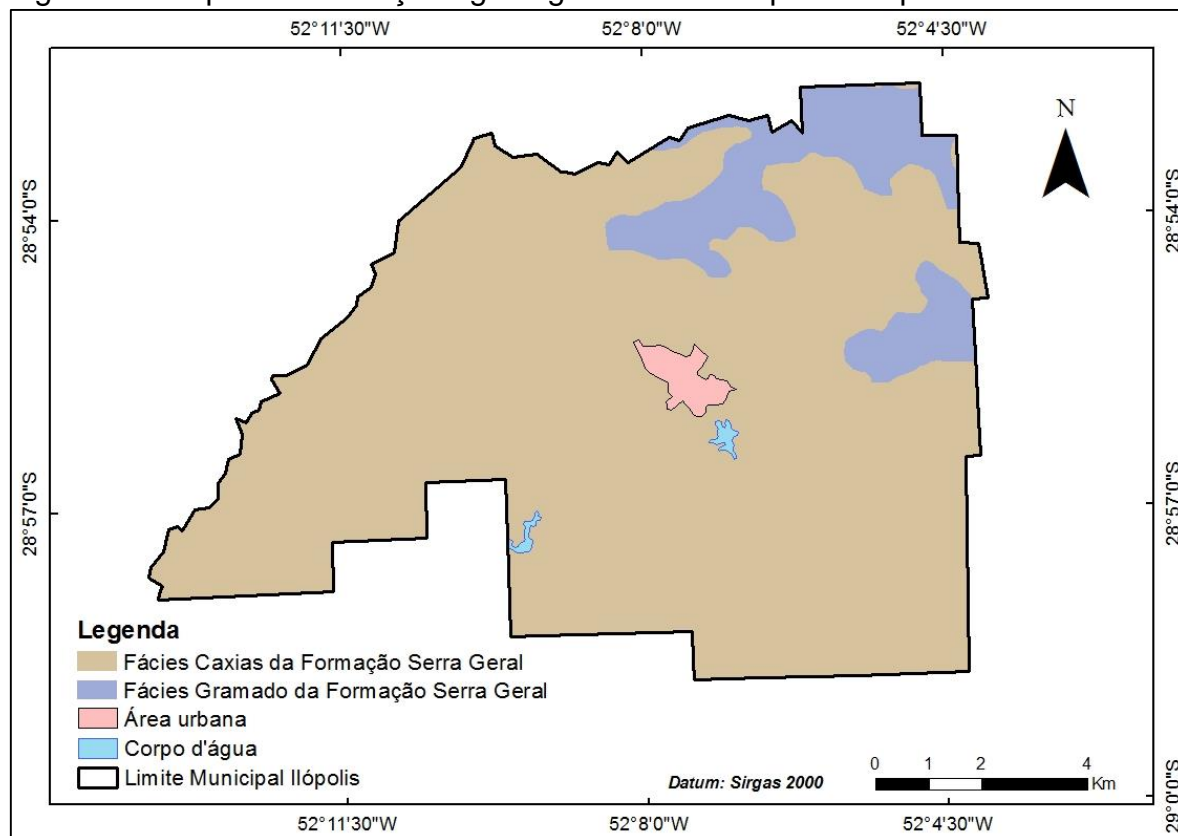 52°11'30"W 52°8'0"W 52°4'30"W
N
28°54'0"S 28°54'0"S
28°57'0"S 28°57'0"S
Legenda
Fácies Caxias da Formação Serra Geral
Fácies Gramado da Formação Serra Geral
Área urbana
Corpo d'água
Limite Municipal Ilópolis
Datum: Sirgas 2000
0 1 2 4
Km
29°0'0"S
52°11'30"W 52°8'0"W 52°4'30"W